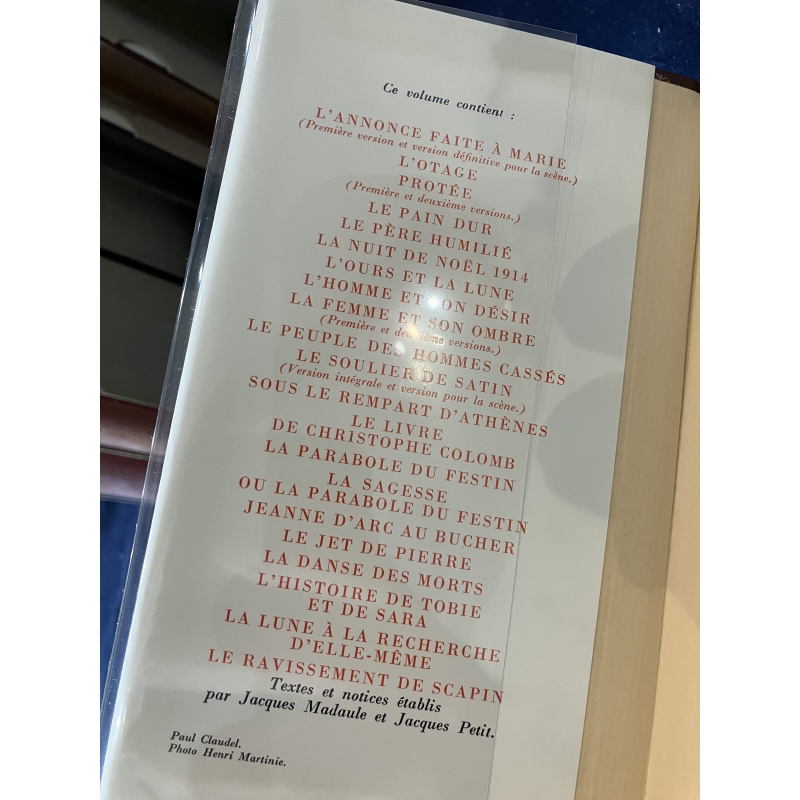 Ce volume contient :
L'ANNONCE FAITE À MARIE
(Première version et version définitive pour la scène.)
L'OTAGE
PROTÉE
(Première et deuxième versions.)
LE PAIN DUR
LE PÈRE HUMILIÉ
LA NUIT DE NOËL 1914
L'OURS ET LA LUNE
L'HOMME ET SON DÉSIR
LA FEMME ET SON OMBRE
(Première et deuxième versions.)
LE PEUPLE DES HOMMES CASSÉS
LE SOULIER DE SATIN
(Version intégrale et version pour la scène.)
SOUS LE REMPART D'ATHÈNES
LE LIVRE
DE CHRISTOPHE COLOMB
LA PARABOLE DU FESTIN
LA SAGESSE
OU LA PARABOLE DU FESTIN
JEANNE D'ARC AU BUCHER
LE JET DE PIERRE
LA DANSE DES MORTS
L'HISTOIRE DE TOBIE
ET DE SARA
LA LUNE À LA RECHERCHE
D'ELLE-MÊME
LE RAVISSEMENT DE SCAPIN
Textes et notices établis
par Jacques Madaule et Jacques Petit.
Paul Claudel.
Photo Henri Martinie.